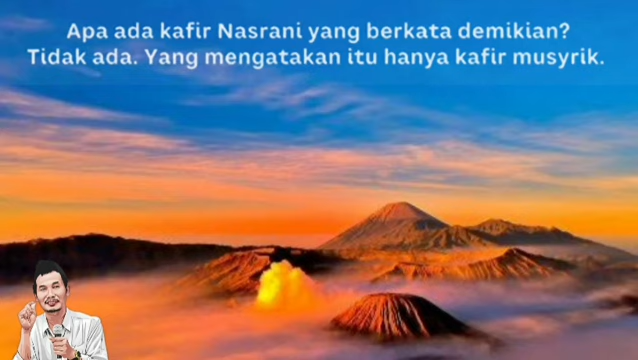 Apa ada kafir Nasrani yang berkata demikian?
Tidak ada. Yang mengatakan itu hanya kafir musyrik.